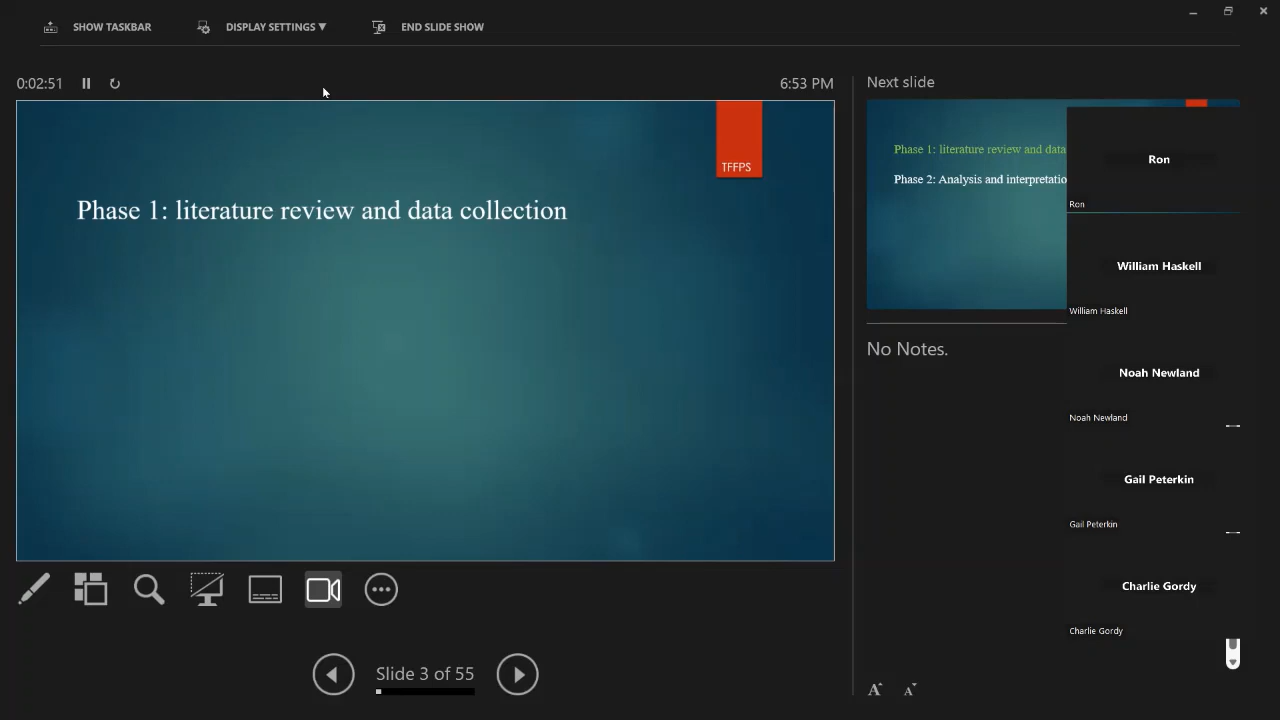 SHOW TASKBAR
DISPLAY SETTINGS ▼
END SLIDE SHOW
0:02:51
6:53 PM
TFFPS
Phase 1: literature review and data collection
Slide 3 of 55
Next slide
Phase 1: literature review and data
Phase 2: Analysis and interpretatio
No Notes.
A
A
Ron
Ron
William Haskell
William Haskell
Noah Newland
Noah Newland
Gail Peterkin
Gail Peterkin
Charlie Gordy
Charlie Gordy